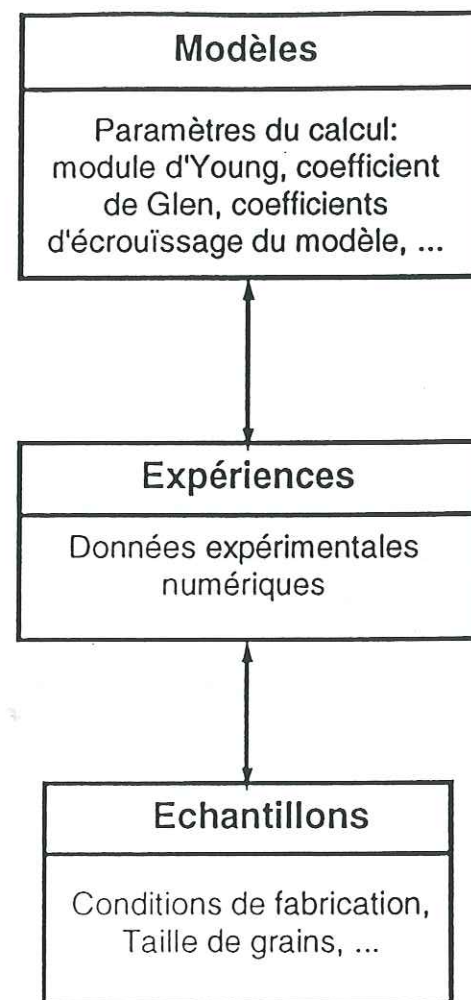 Modèles
Paramètres du calcul:
module d'Young, coefficient
de Glen, coefficients
d'écrouïssage du modèle, ...
Expériences
Données expérimentales
numériques
Echantillons
Conditions de fabrication,
Taille de grains, ...